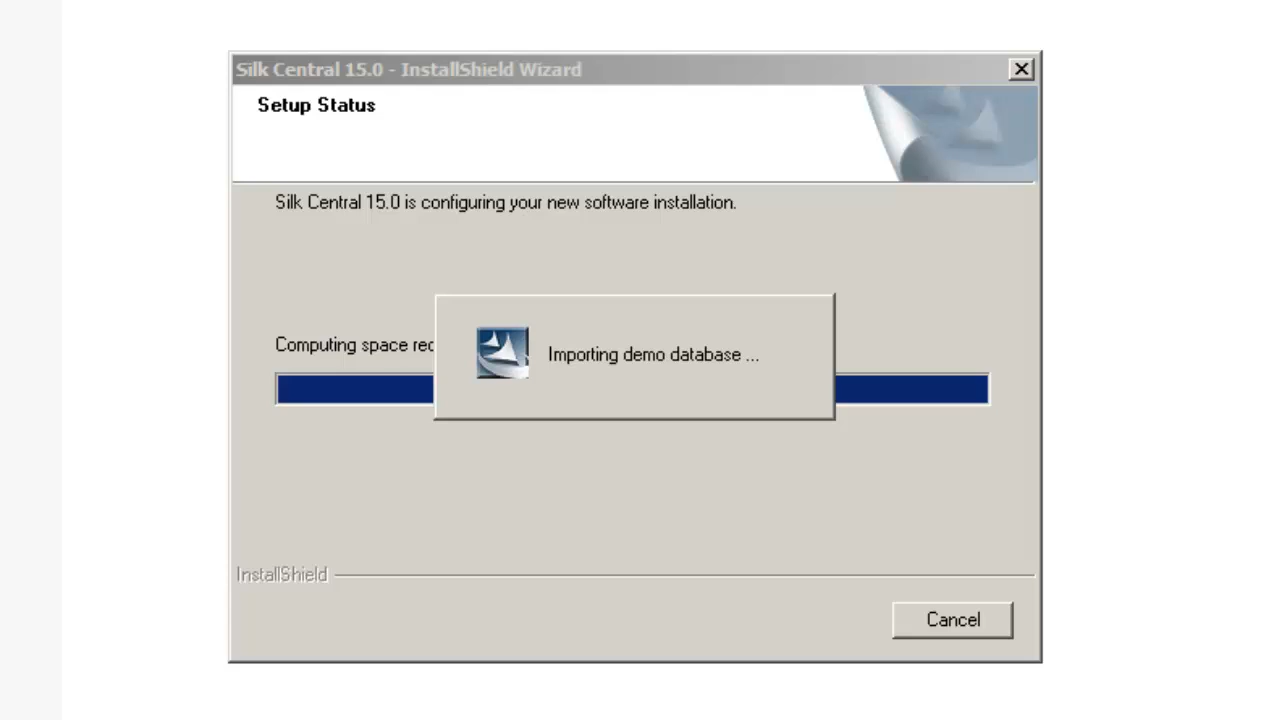 Silk Central 15.0 - InstallShield Wizard
Setup Status
Silk Central 15.0 is configuring your new software installation.
Computing space
Importing demo database ...
InstallShield
Cancel